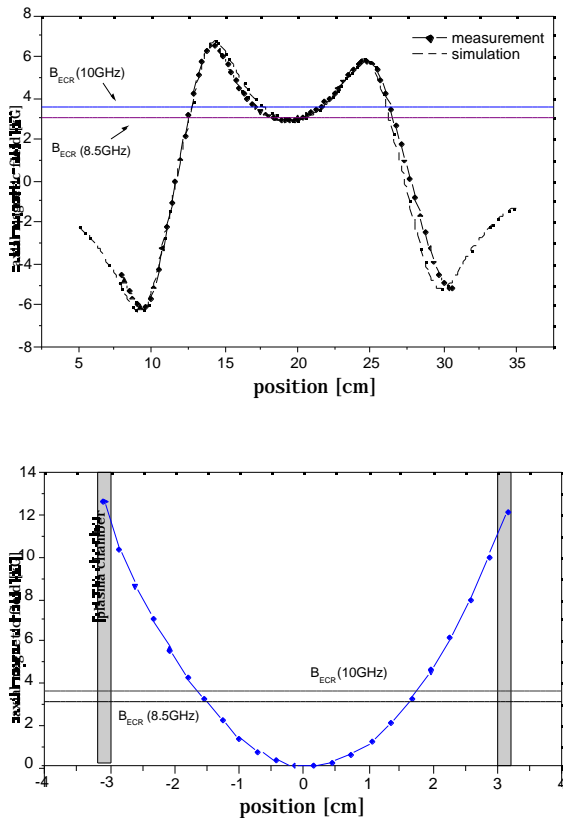 8
6
4
2
0
-2
-4
-6
-8
B_ECR (10GHz)
B_ECR (8.5GHz)
measurement
simulation
5 10 15 20 25 30 35
position [cm]
14
12
10
8
6
4
2
0
plasma chamber
B_ECR (10GHz)
B_ECR (8.5GHz)
-4 -3 -2 -1 0 1 2 3 4
position [cm]